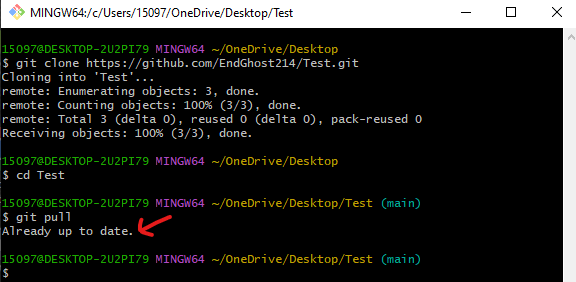 MINGW64:/c/Users/15097/OneDrive/Desktop/Test
15097@DESKTOP-2U2PI79 MINGW64 ~/OneDrive/Desktop
$ git clone https://github.com/EndGhost214/Test.git
Cloning into 'Test'...
remote: Enumerating objects: 3, done.
remote: Counting objects: 100% (3/3), done.
remote: Total 3 (delta 0), reused 0 (delta 0), pack-reused 0
Receiving objects: 100% (3/3), done.
15097@DESKTOP-2U2PI79 MINGW64 ~/OneDrive/Desktop
$ cd Test
15097@DESKTOP-2U2PI79 MINGW64 ~/OneDrive/Desktop/Test (main)
$ git pull
Already up to date.
15097@DESKTOP-2U2PI79 MINGW64 ~/OneDrive/Desktop/Test (main)
$